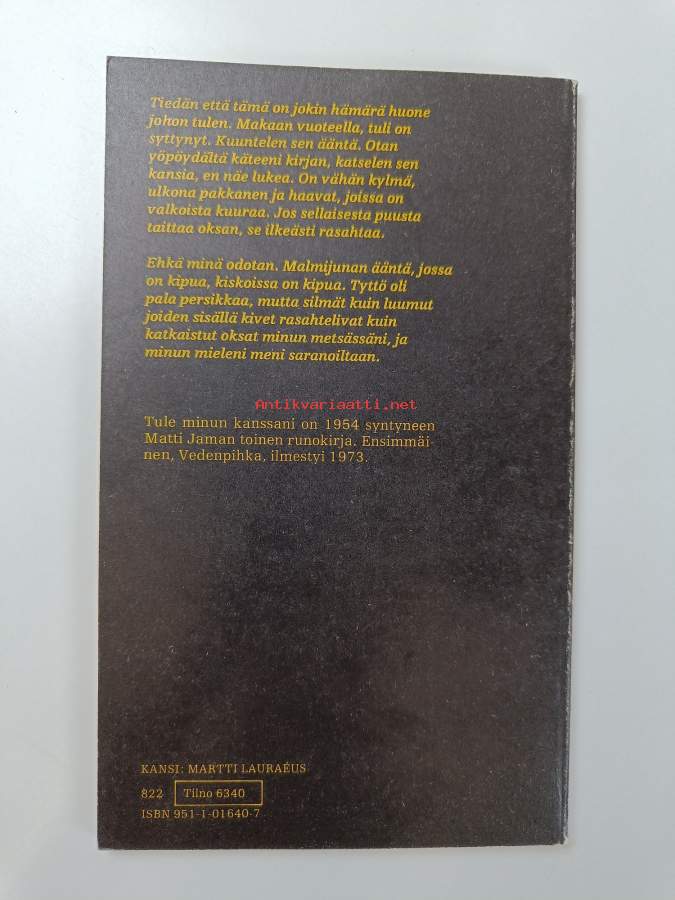 Tiedän että tämä on jokin hämärä huone
johon tulen. Makaan vuoteella, tuli on
syttynyt. Kuuntelen sen ääntä. Otan
yöpöydältä käteeni kirjan, katselen sen
kansia, en näe lukea. On vähän kylmä,
ulkona pakkanen ja haavat, joissa on
valkoista kuuraa. Jos sellaisesta puusta
taittaa oksan, se ilkeästi rasahtaa.
Ehkä minä odotan. Malmijunan ääntä, jossa
on kipua, kiskoissa on kipua. Tyttö oli
pala persikkaa, mutta silmät kuin luumut
joiden sisällä kivet rasahtelivat kuin
katkaistut oksat minun metsässäni, ja
minun mieleni meni saranoiltaan.
Antikvariaatti.net
Tule minun kanssani on 1954 syntyneen
Matti Jaman toinen runokirja. Ensimmäi-
nen, Vedenpihka, ilmestyi 1973.
KANSI: MARTTI LAURAÉUS
822 Tilno 6340
ISBN 951-1-01640-7